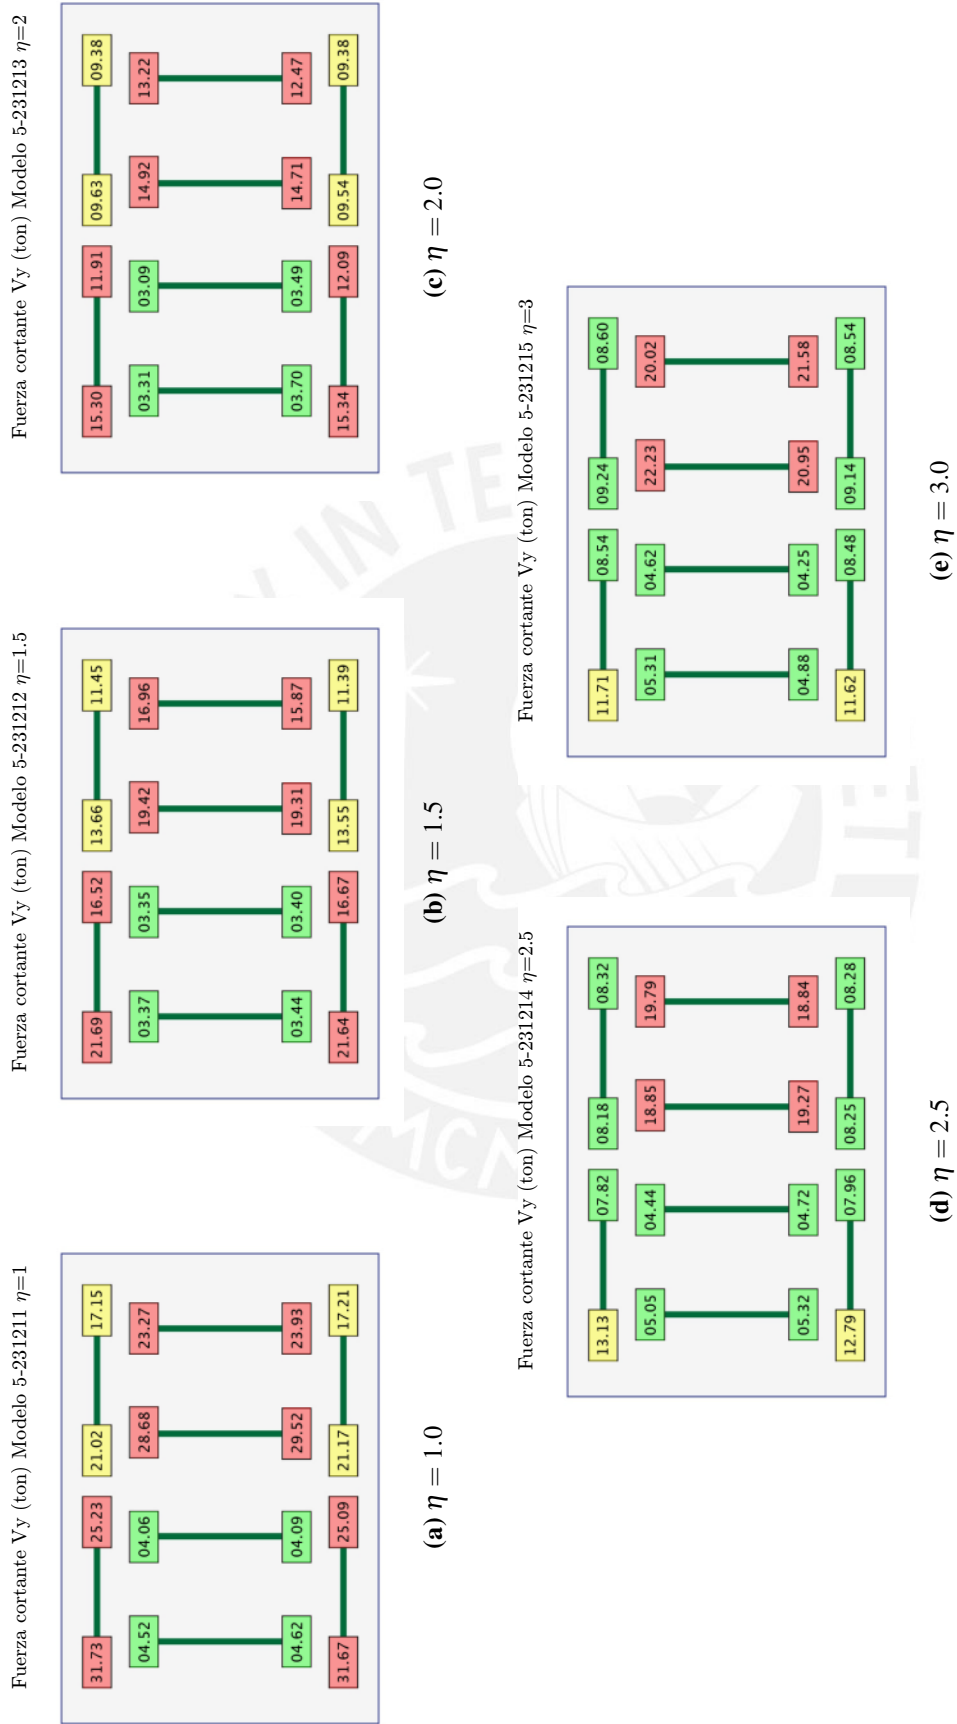 Fuerza cortante Vy (ton) Modelo 5-231211 η=1
31.73 25.23 21.02 17.15
04.52 04.06 28.68 23.27
04.62 04.09 29.52 23.93
31.67 25.09 21.17 17.21
(a) η = 1.0
Fuerza cortante Vy (ton) Modelo 5-231212 η=1.5
21.69 16.52 13.66 11.45
03.37 03.35 19.42 16.96
03.44 03.40 19.31 15.87
21.64 16.67 13.55 11.39
(b) η = 1.5
Fuerza cortante Vy (ton) Modelo 5-231213 η=2
15.30 11.91 09.63 09.38
03.31 03.09 14.92 13.22
03.70 03.49 14.71 12.47
15.34 12.09 09.54 09.38
(c) η = 2.0
Fuerza cortante Vy (ton) Modelo 5-231214 η=2.5
13.13 07.82 08.18 08.32
05.05 04.44 18.85 19.79
05.32 04.72 19.27 18.84
12.79 07.96 08.25 08.28
(d) η = 2.5
Fuerza cortante Vy (ton) Modelo 5-231215 η=3
11.71 08.54 09.24 08.60
05.31 04.62 22.23 20.02
04.88 04.25 20.95 21.58
11.62 08.48 09.14 08.54
(e) η = 3.0
IN TE